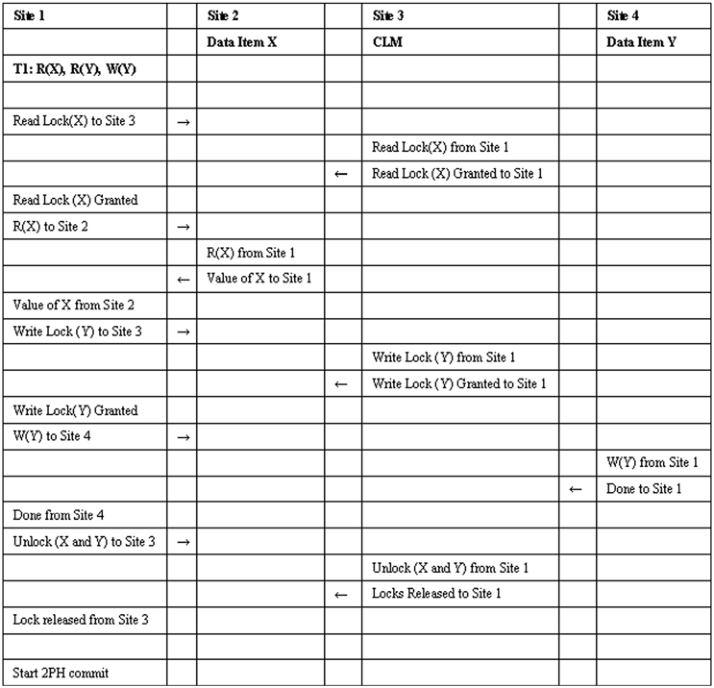 Site 1 Site 2 Site 3 Site 4
Data Item X CLM Data Item Y
T1: R(X), R(Y), W(Y)
Read Lock(X) to Site 3 →
Read Lock(X) from Site 1
← Read Lock (X) Granted to Site 1
Read Lock (X) Granted
R(X) to Site 2 →
R(X) from Site 1
← Value of X to Site 1
Value of X from Site 2
Write Lock (Y) to Site 3 →
Write Lock (Y) from Site 1
← Write Lock (Y) Granted to Site 1
Write Lock(Y) Granted
W(Y) to Site 4 →
W(Y) from Site 1
← Done to Site 1
Done from Site 4
Unlock (X and Y) to Site 3 →
Unlock (X and Y) from Site 1
← Locks Released to Site 1
Lock released from Site 3
Start 2PH commit